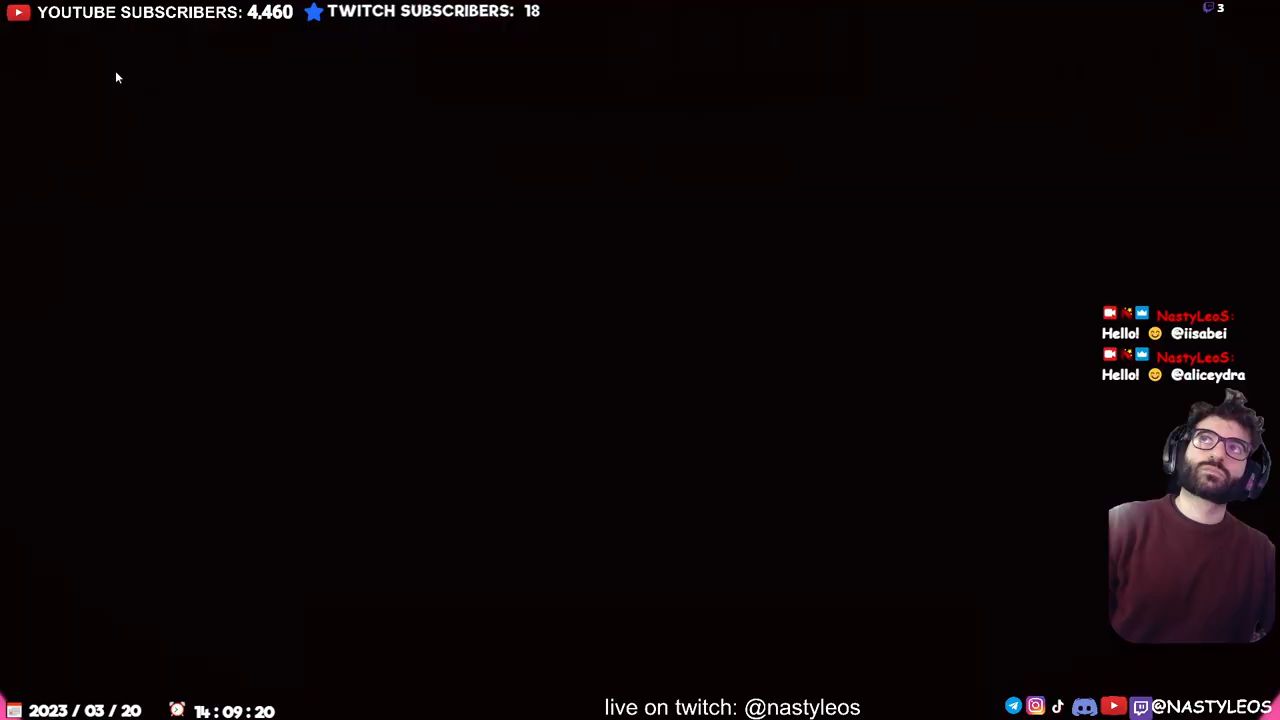 YOUTUBE SUBSCRIBERS: 4,460 TWITCH SUBSCRIBERS: 18
3
NastyLeoS:
Hello! 😊 @iisabei
NastyLeoS:
Hello! 😊 @aliceydra
2023 / 03 / 20 14:09:20
live on twitch: @nastyleos
@NASTYLEOS